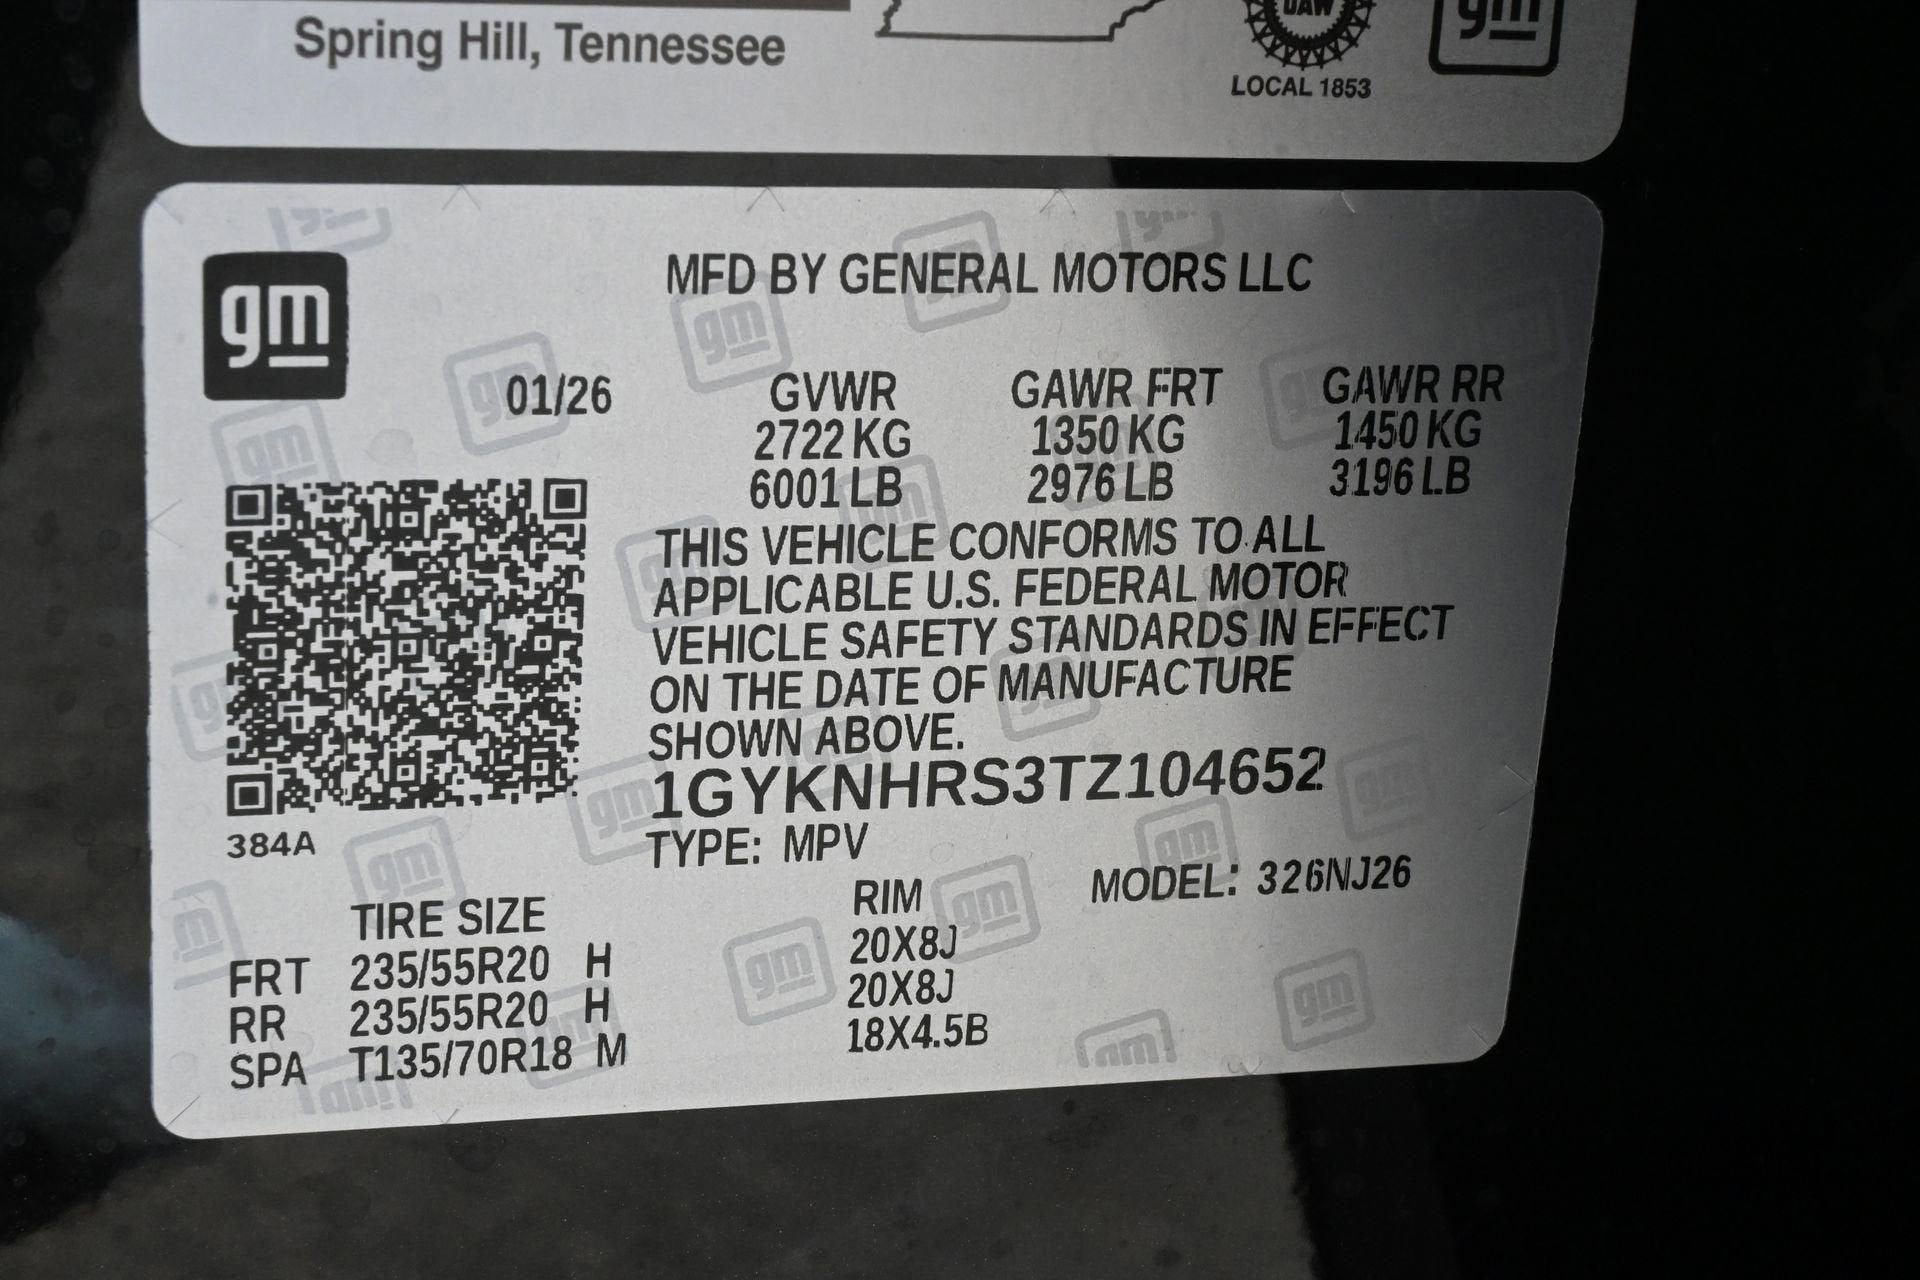 Spring Hill, Tennessee
UAW
LOCAL 1853
gm
gm
MFD BY GENERAL MOTORS LLC
01/26
GVWR GAWR FRT GAWR RR
2722 KG 1350 KG 1450 KG
6001 LB 2976 LB 3196 LB
THIS VEHICLE CONFORMS TO ALL
APPLICABLE U.S. FEDERAL MOTOR
VEHICLE SAFETY STANDARDS IN EFFECT
ON THE DATE OF MANUFACTURE
SHOWN ABOVE.
1GYKNHRS3TZ104652
384A
TYPE: MPV
MODEL: 326NJ26
TIRE SIZE RIM
FRT 235/55R20 H 20X8J
RR 235/55R20 H 20X8J
SPA T135/70R18 M 18X4.5B